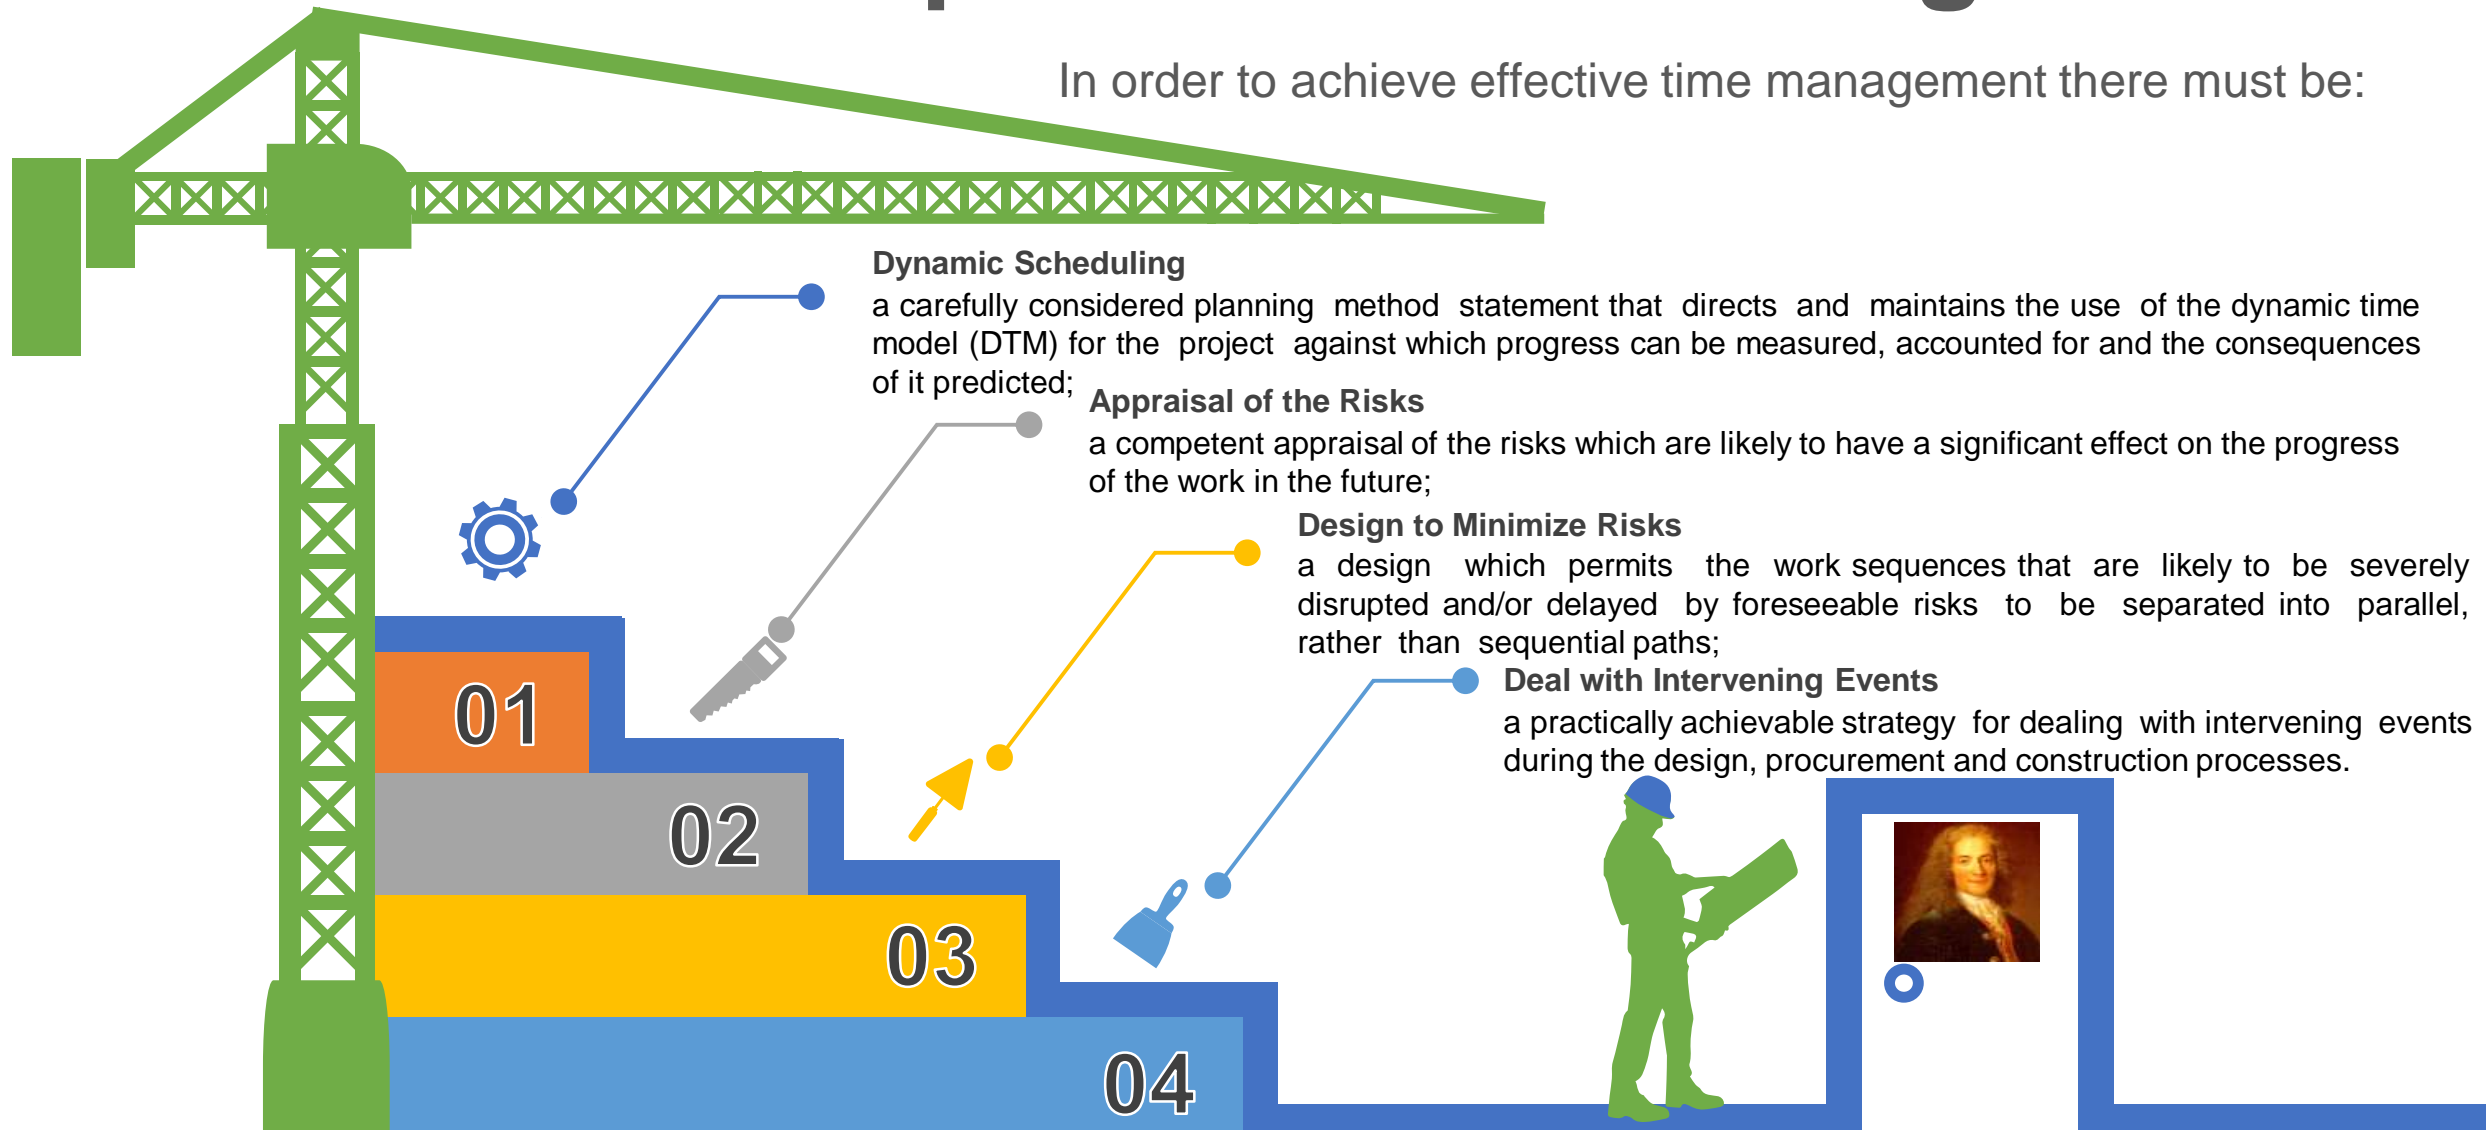 In order to achieve effective time management there must be:
Dynamic Scheduling
a carefully considered planning method statement that directs and maintains the use of the dynamic time
model (DTM) for the project against which progress can be measured, accounted for and the consequences
of it predicted;
Appraisal of the Risks
a competent appraisal of the risks which are likely to have a significant effect on the progress
of the work in the future;
Design to Minimize Risks
a design which permits the work sequences that are likely to be severely
disrupted and/or delayed by foreseeable risks to be separated into parallel,
rather than sequential paths;
Deal with Intervening Events
a practically achievable strategy for dealing with intervening events
during the design, procurement and construction processes.
01
02
03
04